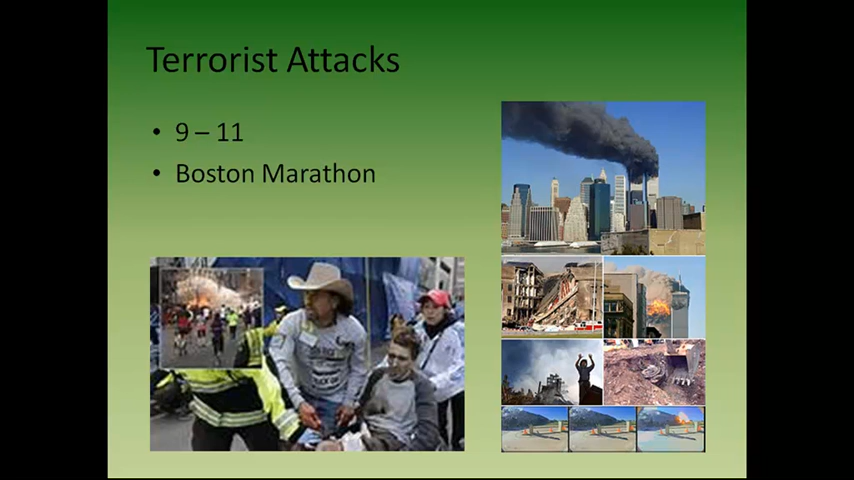 Terrorist Attacks
• 9 – 11
• Boston Marathon